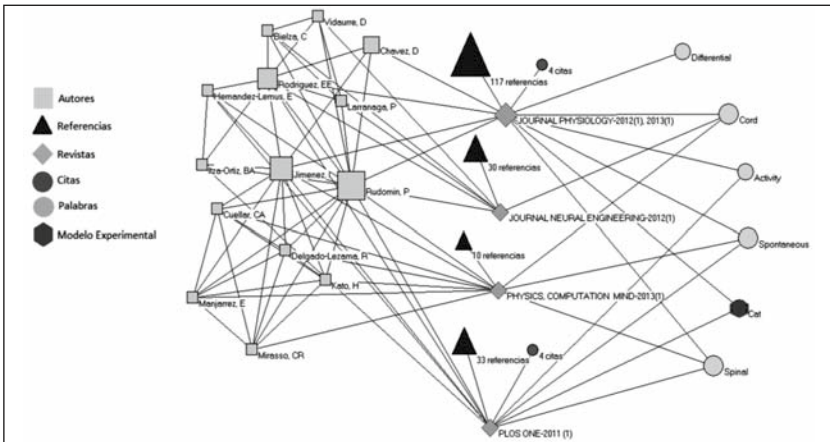 Autores
Referencias
Revistas
Citas
Palabras
Modelo Experimental
Vidaurre, D
Bielza, C
Chavez, D
Rodriguez, EE
Hernandez-Lemus, E
Larranaga, P
Itza-Ortiz, BA
Jimenez, I
Rudomin, P
Cuellar, CA
Delgado-Lezama, R
Kato, H
Manjarrez, E
Mirasso, CR
117 referencias
4 citas
JOURNAL PHYSIOLOGY-2012(1), 2013(1)
30 referencias
JOURNAL NEURAL ENGINEERING-2012(1)
10 referencias
PHYSICS, COMPUTATION MIND-2013(1)
33 referencias
4 citas
PLOS ONE-2011 (1)
Differential
Cord
Activity
Spontaneous
Cat
Spinal